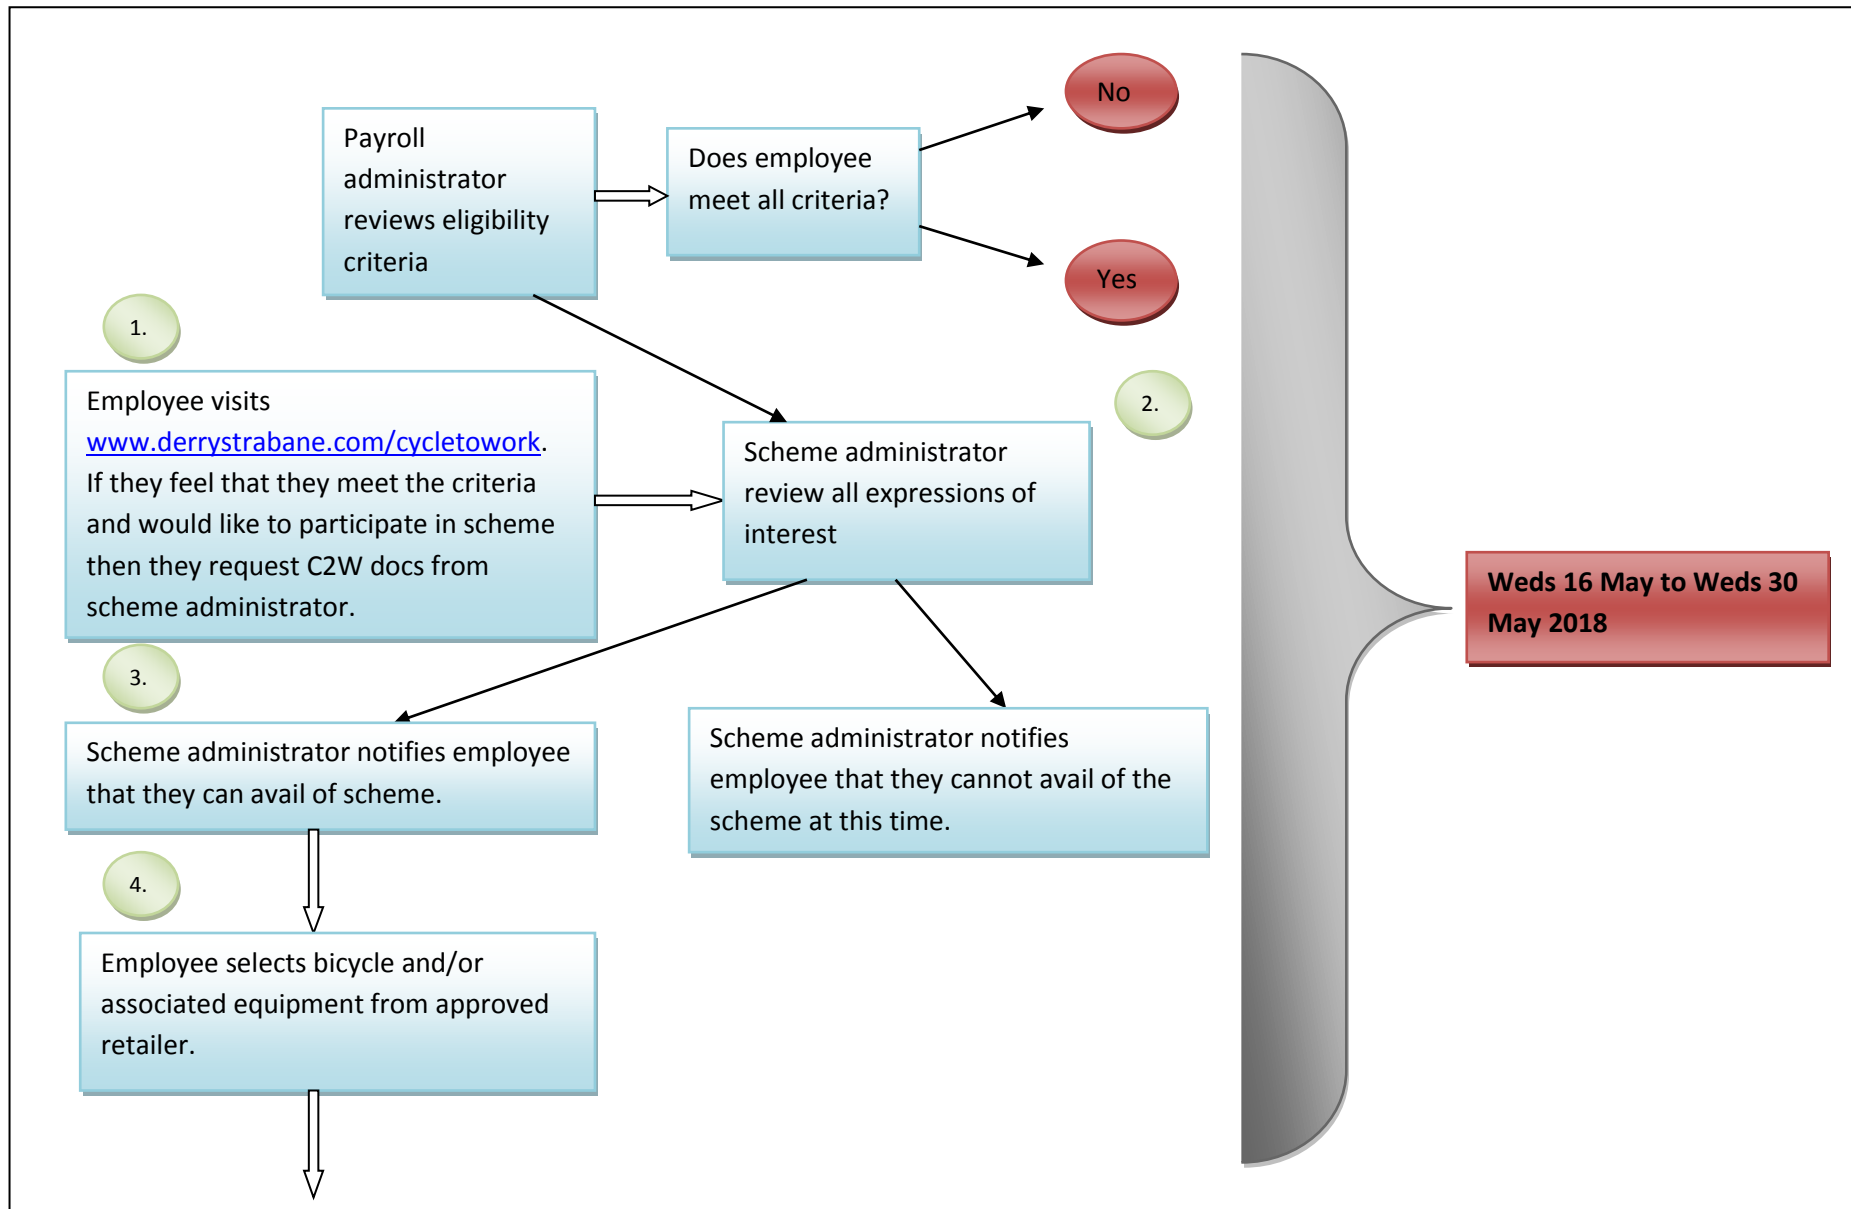 No
Payroll
administrator
reviews eligibility
criteria
Does employee
meet all criteria?
Yes
1.
Employee visits
www.derrystrabane.com/cycletowork.
If they feel that they meet the criteria
and would like to participate in scheme
then they request C2W docs from
scheme administrator.
2.
Scheme administrator
review all expressions of
interest
Weds 16 May to Weds 30
May 2018
3.
Scheme administrator notifies employee
that they can avail of scheme.
Scheme administrator notifies
employee that they cannot avail of the
scheme at this time.
4.
Employee selects bicycle and/or
associated equipment from approved
retailer.